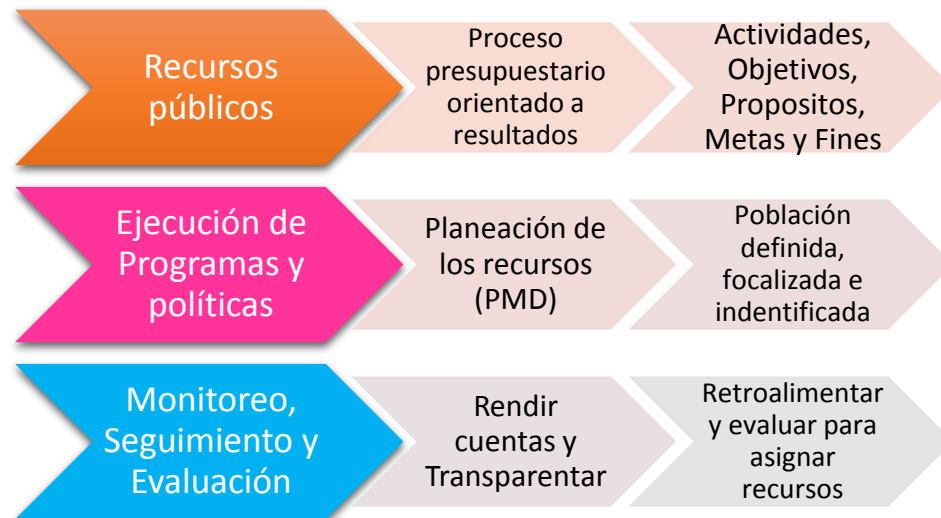 Recursos
públicos
Proceso
presupuestario
orientado a
resultados
Actividades,
Objetivos,
Propositos,
Metas y Fines
Ejecución de
Programas y
políticas
Planeación de
los recursos
(PMD)
Población
definida,
focalizada e
indentificada
Monitoreo,
Seguimiento y
Evaluación
Rendir
cuentas y
Transparentar
Retroalimentar
y evaluar para
asignar
recursos